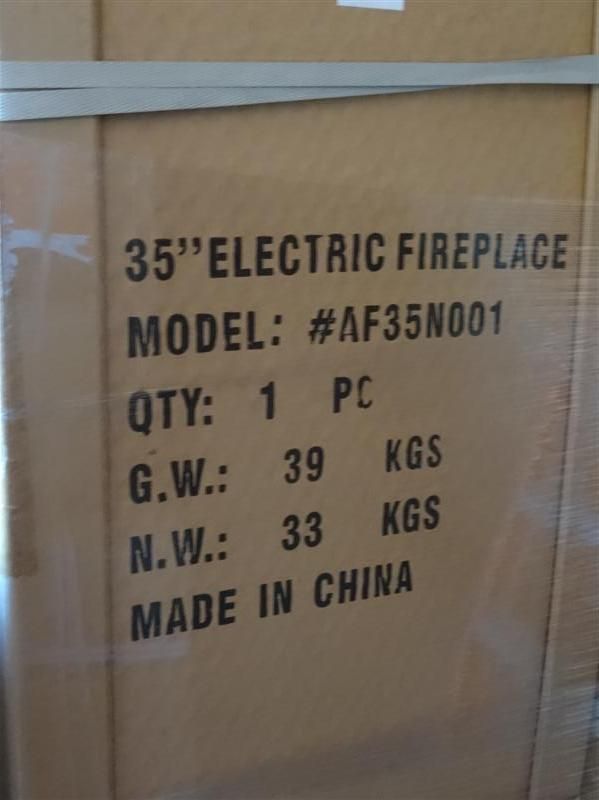 35’’ ELECTRIC FIREPLACE
MODEL: #AF35N001
QTY: 1 PC
G.W.: 39 KGS
N.W.: 33 KGS
MADE IN CHINA